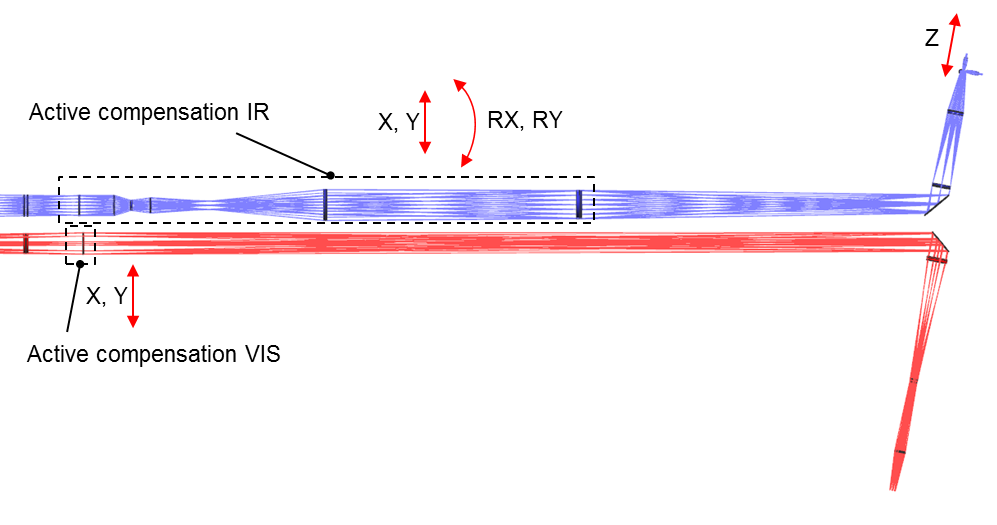 Z
Active compensation IR
X, Y
RX, RY
X, Y
Active compensation VIS